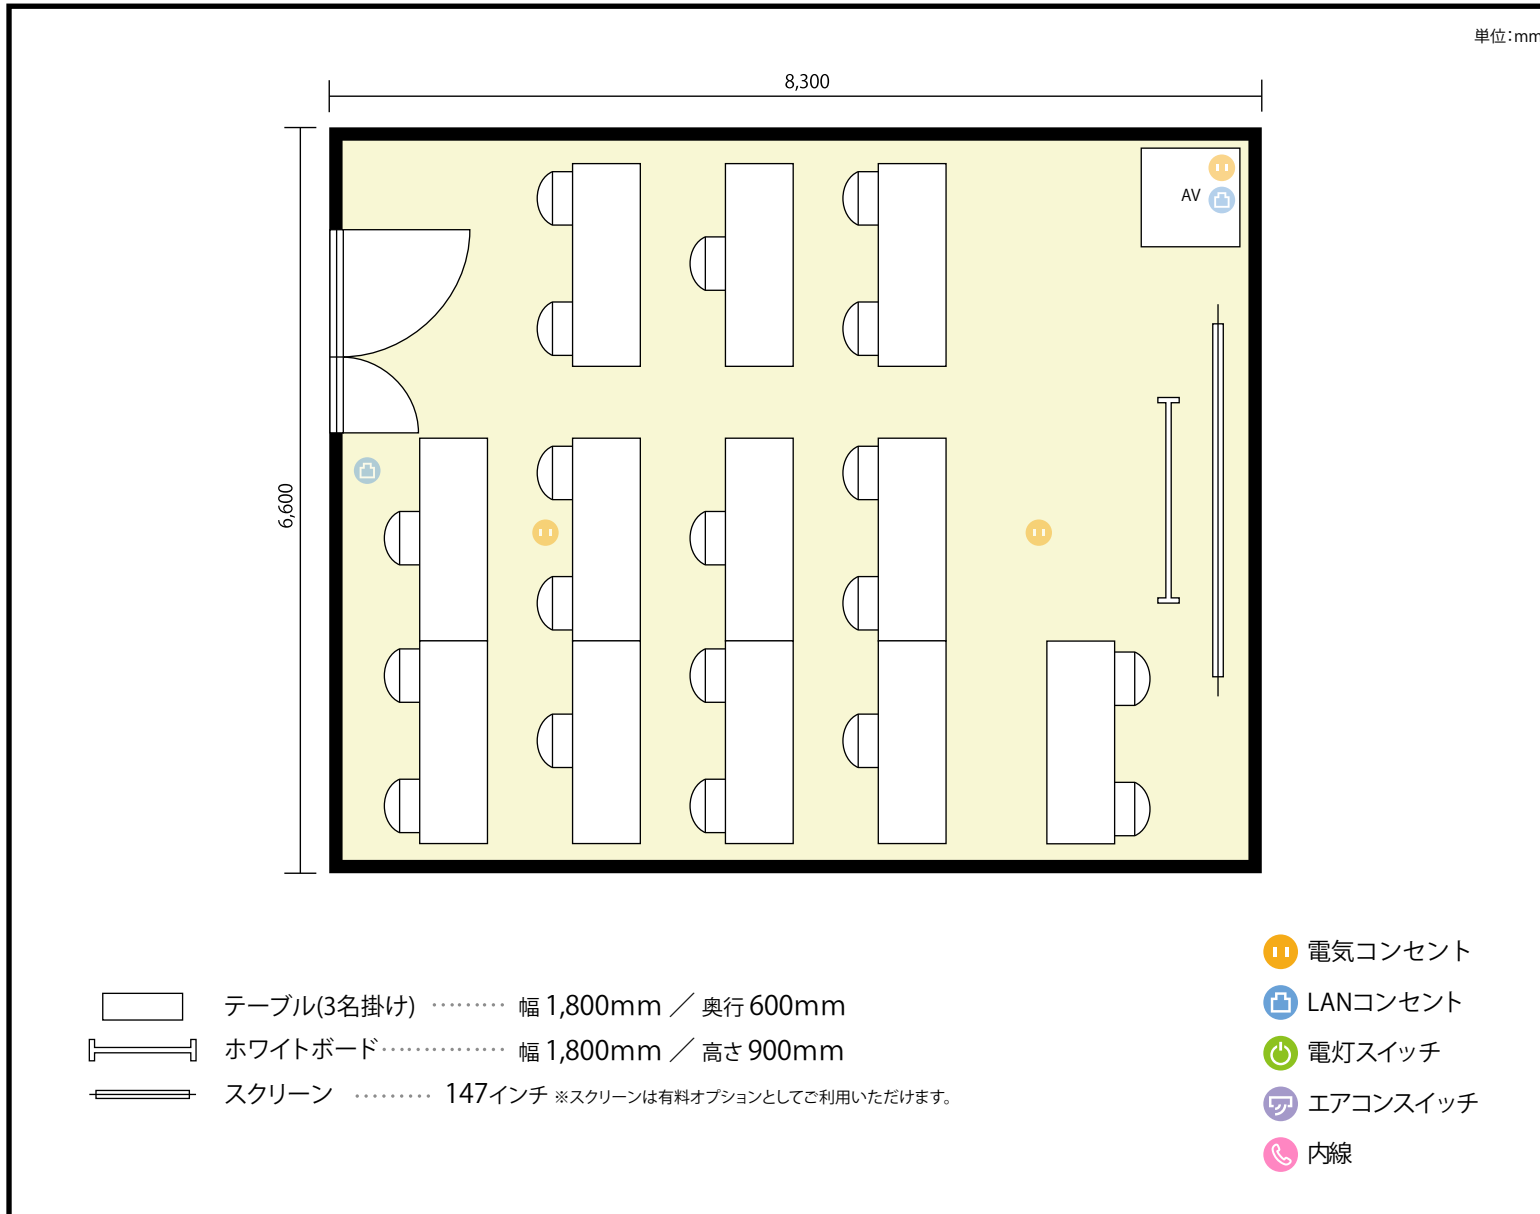 単位：mm
8,300
AV
6,600
テーブル(3名掛け) ········· 幅 1,800mm ／ 奥行 600mm
ホワイトボード··············· 幅 1,800mm ／ 高さ 900mm
スクリーン ········· 147インチ ※スクリーンは有料オプションとしてご利用いただけます。
電気コンセント
LANコンセント
電灯スイッチ
エアコンスイッチ
内線